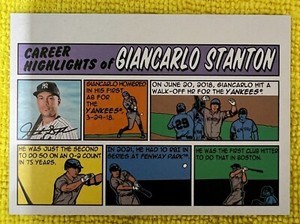 CAREER
HIGHLIGHTS of GIANCARLO STANTON
GIANCARLO HOMERED
IN HIS FIRST
AB FOR
THE
YANKEES®,
3-29-18.
ON JUNE 20, 2018, GIANCARLO HIT A
WALK-OFF HR FOR THE
YANKEES®.
29
HE WAS JUST THE SECOND
TO DO SO ON AN 0-2 COUNT
IN 75 YEARS.
IN 2021, HE HAD 10 RBI IN
SERIES AT FENWAY PARK™.
HE WAS THE FIRST CLUB HITTER
TO DO THAT IN BOSTON.